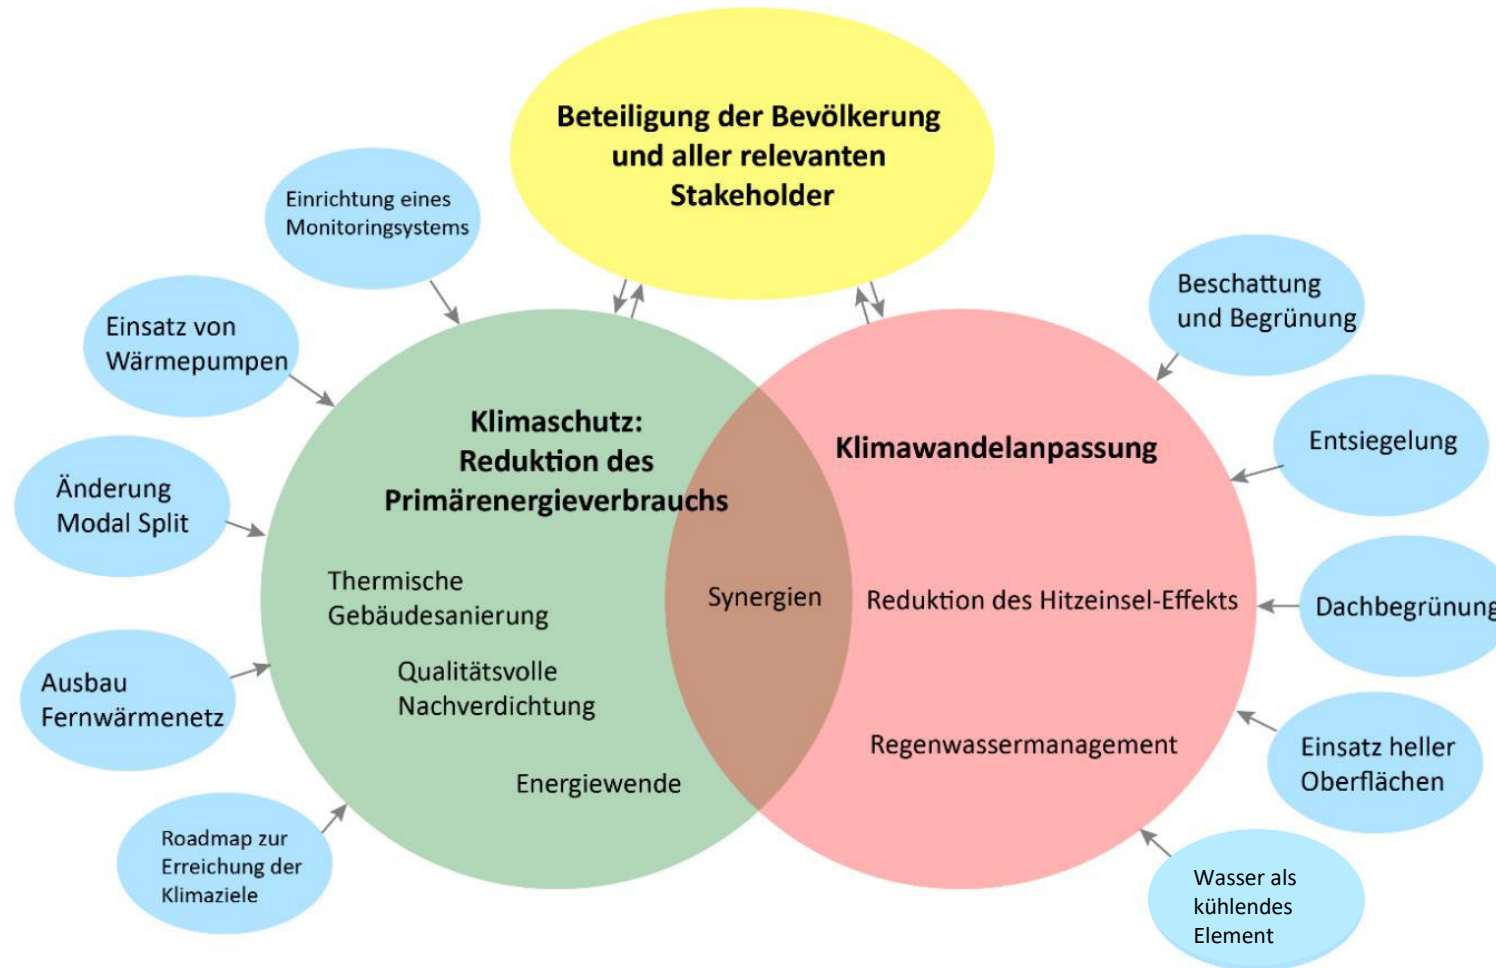 Beteiligung der Bevölkerung
und aller relevanten
Stakeholder
Einrichtung eines
Monitoringsystems
Einsatz von
Wärmepumpen
Änderung
Modal Split
Ausbau
Fernwärmenetz
Roadmap zur
Erreichung der
Klimaziele
Klimaschutz:
Reduktion des
Primärenergieverbrauchs
Thermische
Gebäudesanierung
Qualitätsvolle
Nachverdichtung
Energiewende
Synergien
Klimawandelanpassung
Reduktion des Hitzeinsel-Effekts
Regenwassermanagement
Beschattung
und Begrünung
Entsiegelung
Dachbegrünung
Einsatz heller
Oberflächen
Wasser als
kühlendes
Element